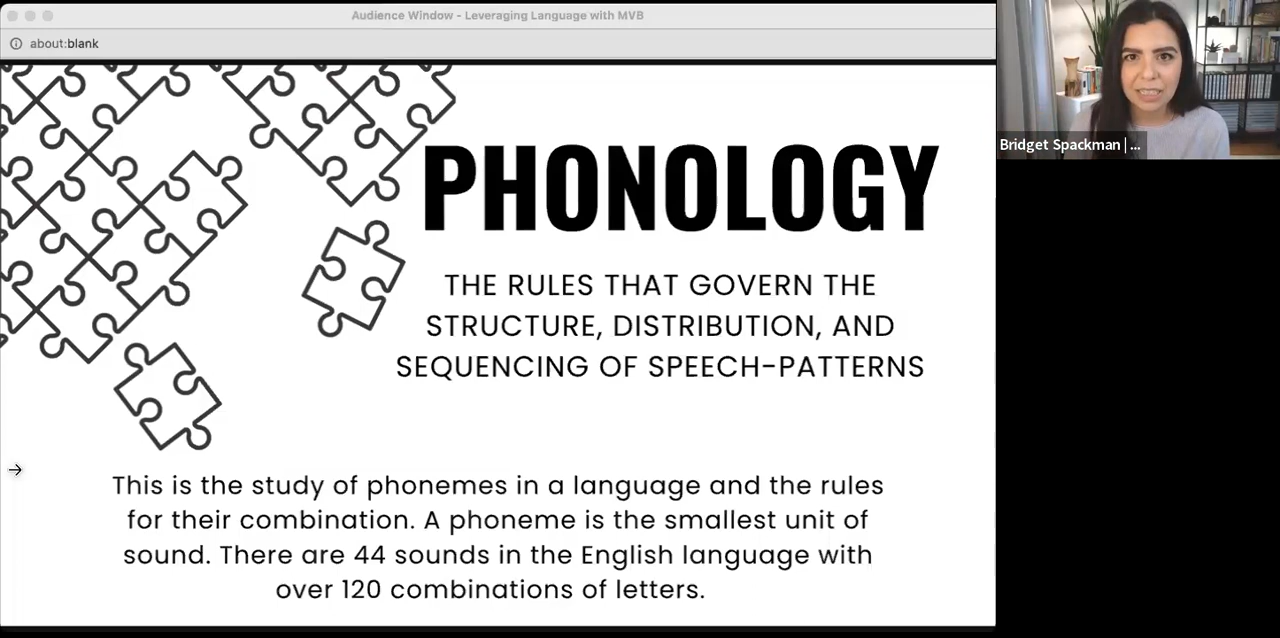 Audience Window - Leveraging Language with MVB
about:blank
PHONOLOGY
THE RULES THAT GOVERN THE
STRUCTURE, DISTRIBUTION, AND
SEQUENCING OF SPEECH-PATTERNS
This is the study of phonemes in a language and the rules
for their combination. A phoneme is the smallest unit of
sound. There are 44 sounds in the English language with
over 120 combinations of letters.
Bridget Spackman | ...